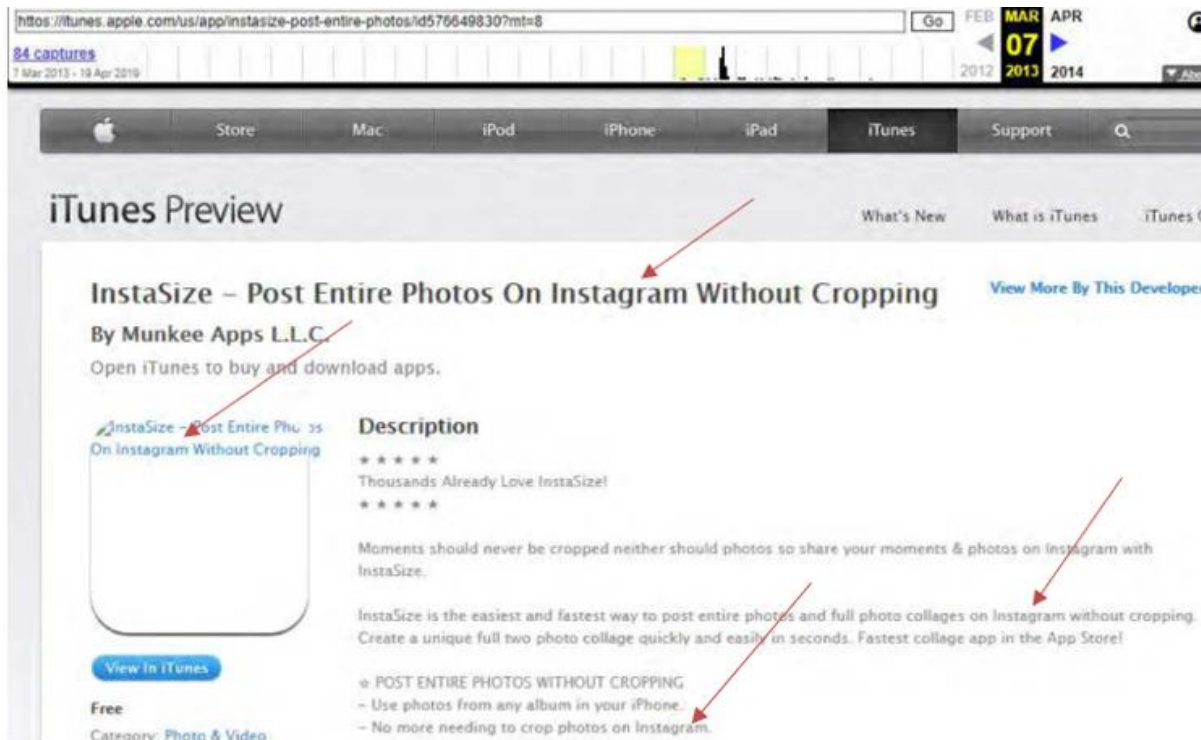 https://itunes.apple.com/us/app/instasize-post-entire-photos/id576649830?mt=8
Go
FEB MAR APR
07
2012 2013 2014
84 captures
7 Mar 2013 - 19 Apr 2019
Store Mac iPod iPhone iPad iTunes Support
iTunes Preview
What's New What is iTunes iTunes
InstaSize – Post Entire Photos On Instagram Without Cropping
View More By This Developer
By Munkee Apps L.L.C.
Open iTunes to buy and download apps.
InstaSize – Post Entire Photos
On Instagram Without Cropping
Description
★ ★ ★ ★ ★
Thousands Already Love InstaSize!
★ ★ ★ ★ ★
Moments should never be cropped neither should photos so share your moments & photos on Instagram with
InstaSize.
InstaSize is the easiest and fastest way to post entire photos and full photo collages on Instagram without cropping.
Create a unique full two photo collage quickly and easily in seconds. Fastest collage app in the App Store!
☆ POST ENTIRE PHOTOS WITHOUT CROPPING
– Use photos from any album in your iPhone.
– No more needing to crop photos on Instagram.
View In iTunes
Free
Category: Photo & Video